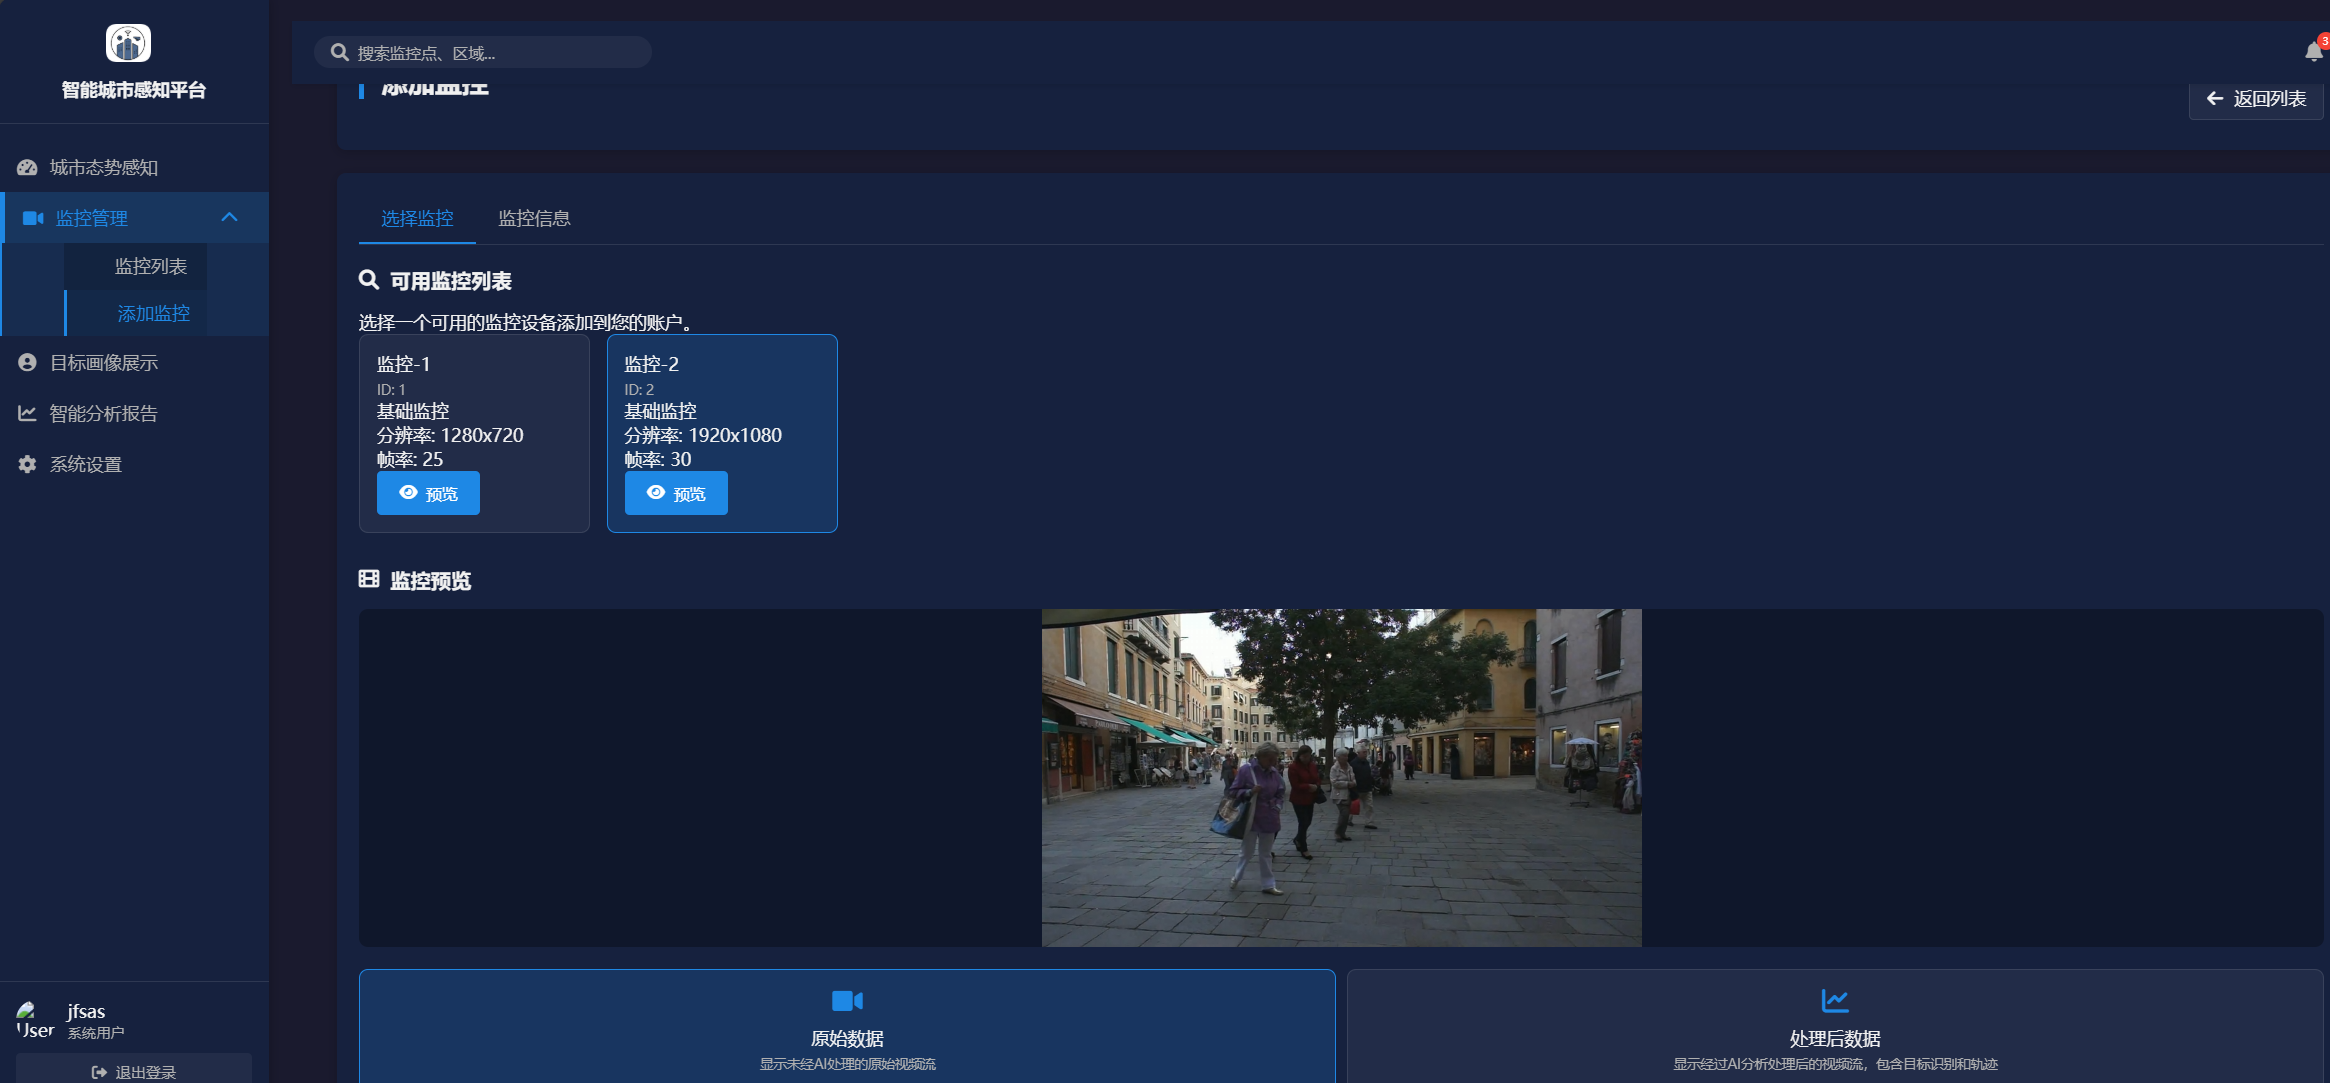 智能城市感知平台
搜索监控点、区域...
3
添加监控
返回列表
城市态势感知
监控管理
监控列表
添加监控
目标画像展示
智能分析报告
系统设置
选择监控
监控信息
可用监控列表
选择一个可用的监控设备添加到您的账户。
监控-1
ID: 1
基础监控
分辨率: 1280x720
帧率: 25
预览
监控-2
ID: 2
基础监控
分辨率: 1920x1080
帧率: 30
预览
监控预览
原始数据
显示未经AI处理的原始视频流
处理后数据
显示经过AI分析处理后的视频流，包含目标识别和轨迹
User
jfsas
系统用户
退出登录